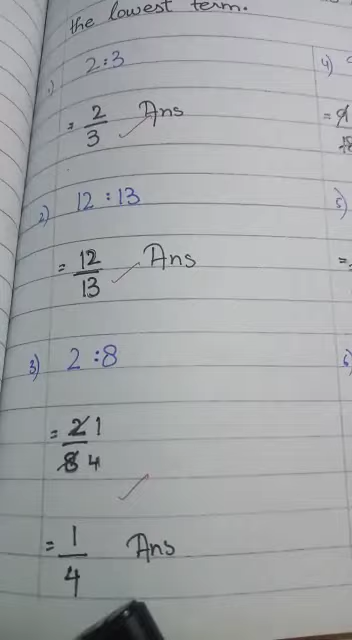 the lowest term.
1) 2:3
= 2/3 Ans
2) 12:13
= 12/13 Ans
3) 2:8
= 2/8 1/4
= 1/4 Ans
4)
=
5)
=
6)